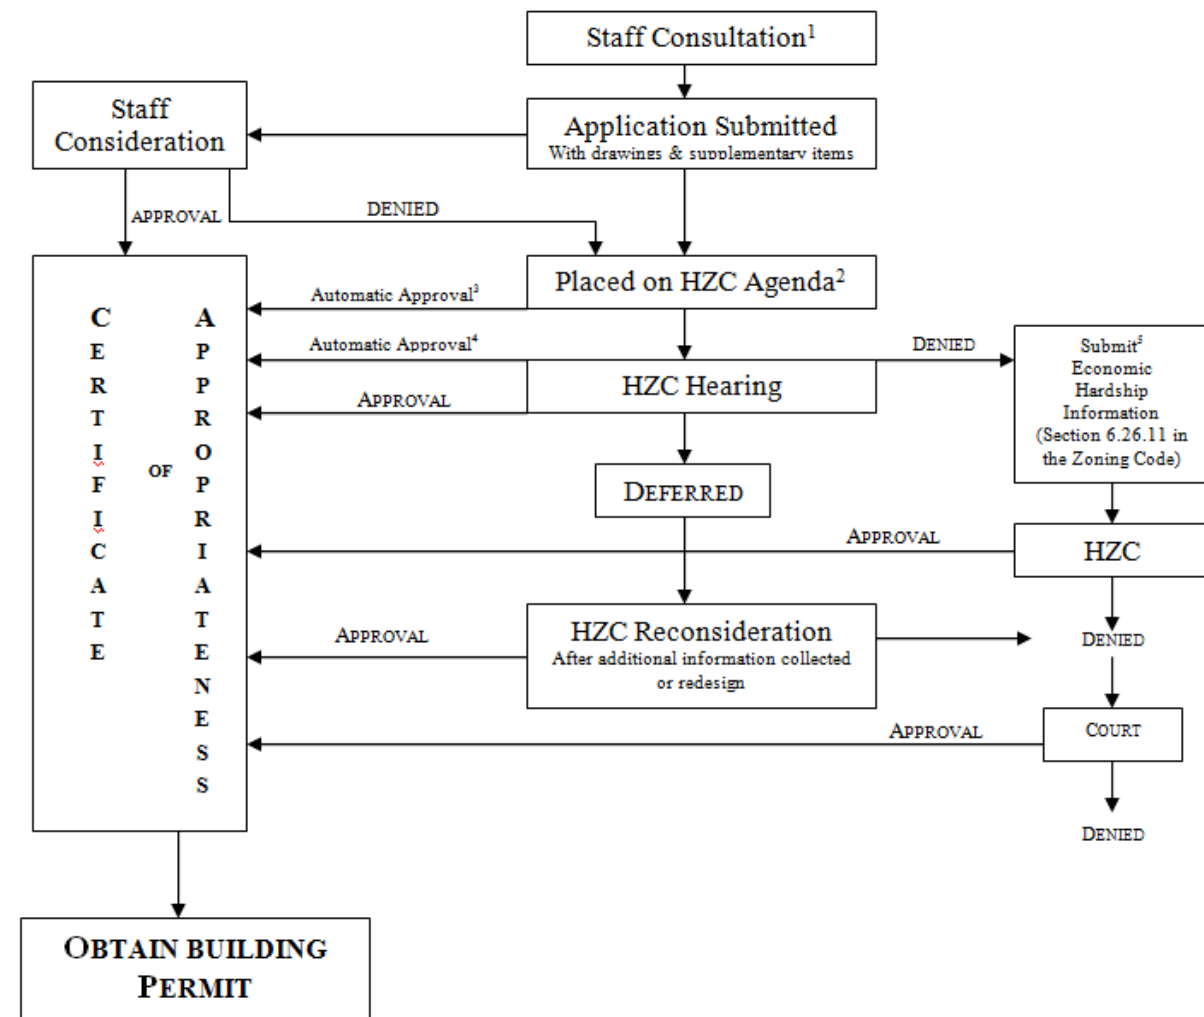 Staff Consultation¹
Staff
Consideration
Application Submitted
With drawings & supplementary items
APPROVAL
DENIED
Placed on HZC Agenda²
Automatic Approval³
Automatic Approval⁴
DENIED
HZC Hearing
APPROVAL
Submit⁵
Economic
Hardship
Information
(Section 6.26.11 in
the Zoning Code)
CERTIFICATE
OF
APPROPRIATENESS
DEFERRED
APPROVAL
HZC
HZC Reconsideration
After additional information collected
or redesign
APPROVAL
DENIED
APPROVAL
COURT
DENIED
OBTAIN BUILDING
PERMIT